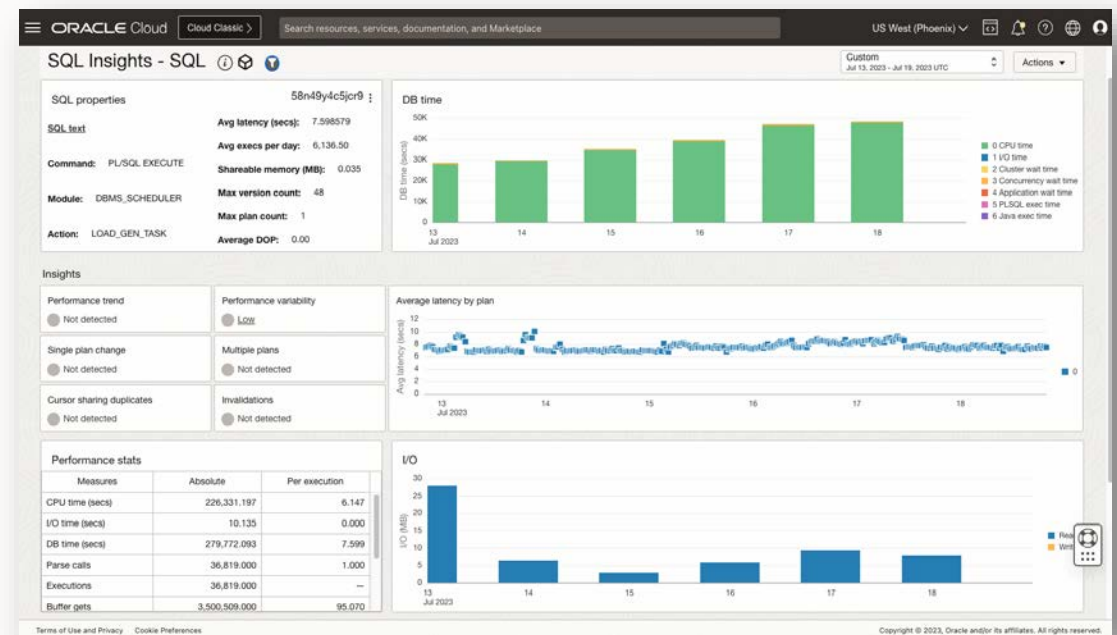 ORACLE Cloud
Cloud Classic >
Search resources, services, documentation, and Marketplace
US West (Phoenix)
SQL Insights - SQL
Custom
Jul 13, 2023 - Jul 19, 2023 UTC
Actions
SQL properties
58n49y4c5jcr9
SQL text
Command: PL/SQL EXECUTE
Module: DBMS_SCHEDULER
Action: LOAD_GEN_TASK
Avg latency (secs): 7.598579
Avg execs per day: 6,136.50
Shareable memory (MB): 0.035
Max version count: 48
Max plan count: 1
Average DOP: 0.00
DB time
DB time (secs)
50K
40K
30K
20K
10K
0
13
Jul 2023
14
15
16
17
18
0 CPU time
1 I/O time
2 Cluster wait time
3 Concurrency wait time
4 Application wait time
5 PLSQL exec time
6 Java exec time
Insights
Performance trend
Not detected
Performance variability
Low
Single plan change
Not detected
Multiple plans
Not detected
Cursor sharing duplicates
Not detected
Invalidations
Not detected
Average latency by plan
Avg latency (secs)
12
10
8
6
4
2
0
13
Jul 2023
14
15
16
17
18
0
Performance stats
Measures Absolute Per execution
CPU time (secs) 226,331.197 6.147
I/O time (secs) 10.135 0.000
DB time (secs) 279,772.093 7.599
Parse calls 36,819.000 1.000
Executions 36,819.000 —
Buffer gets 3,500,509.000 95.070
I/O
I/O (MB)
30
25
20
15
10
5
0
13
Jul 2023
14
15
16
17
18
Rea
Writ
Terms of Use and Privacy Cookie Preferences
Copyright © 2023, Oracle and/or its affiliates. All rights reserved.